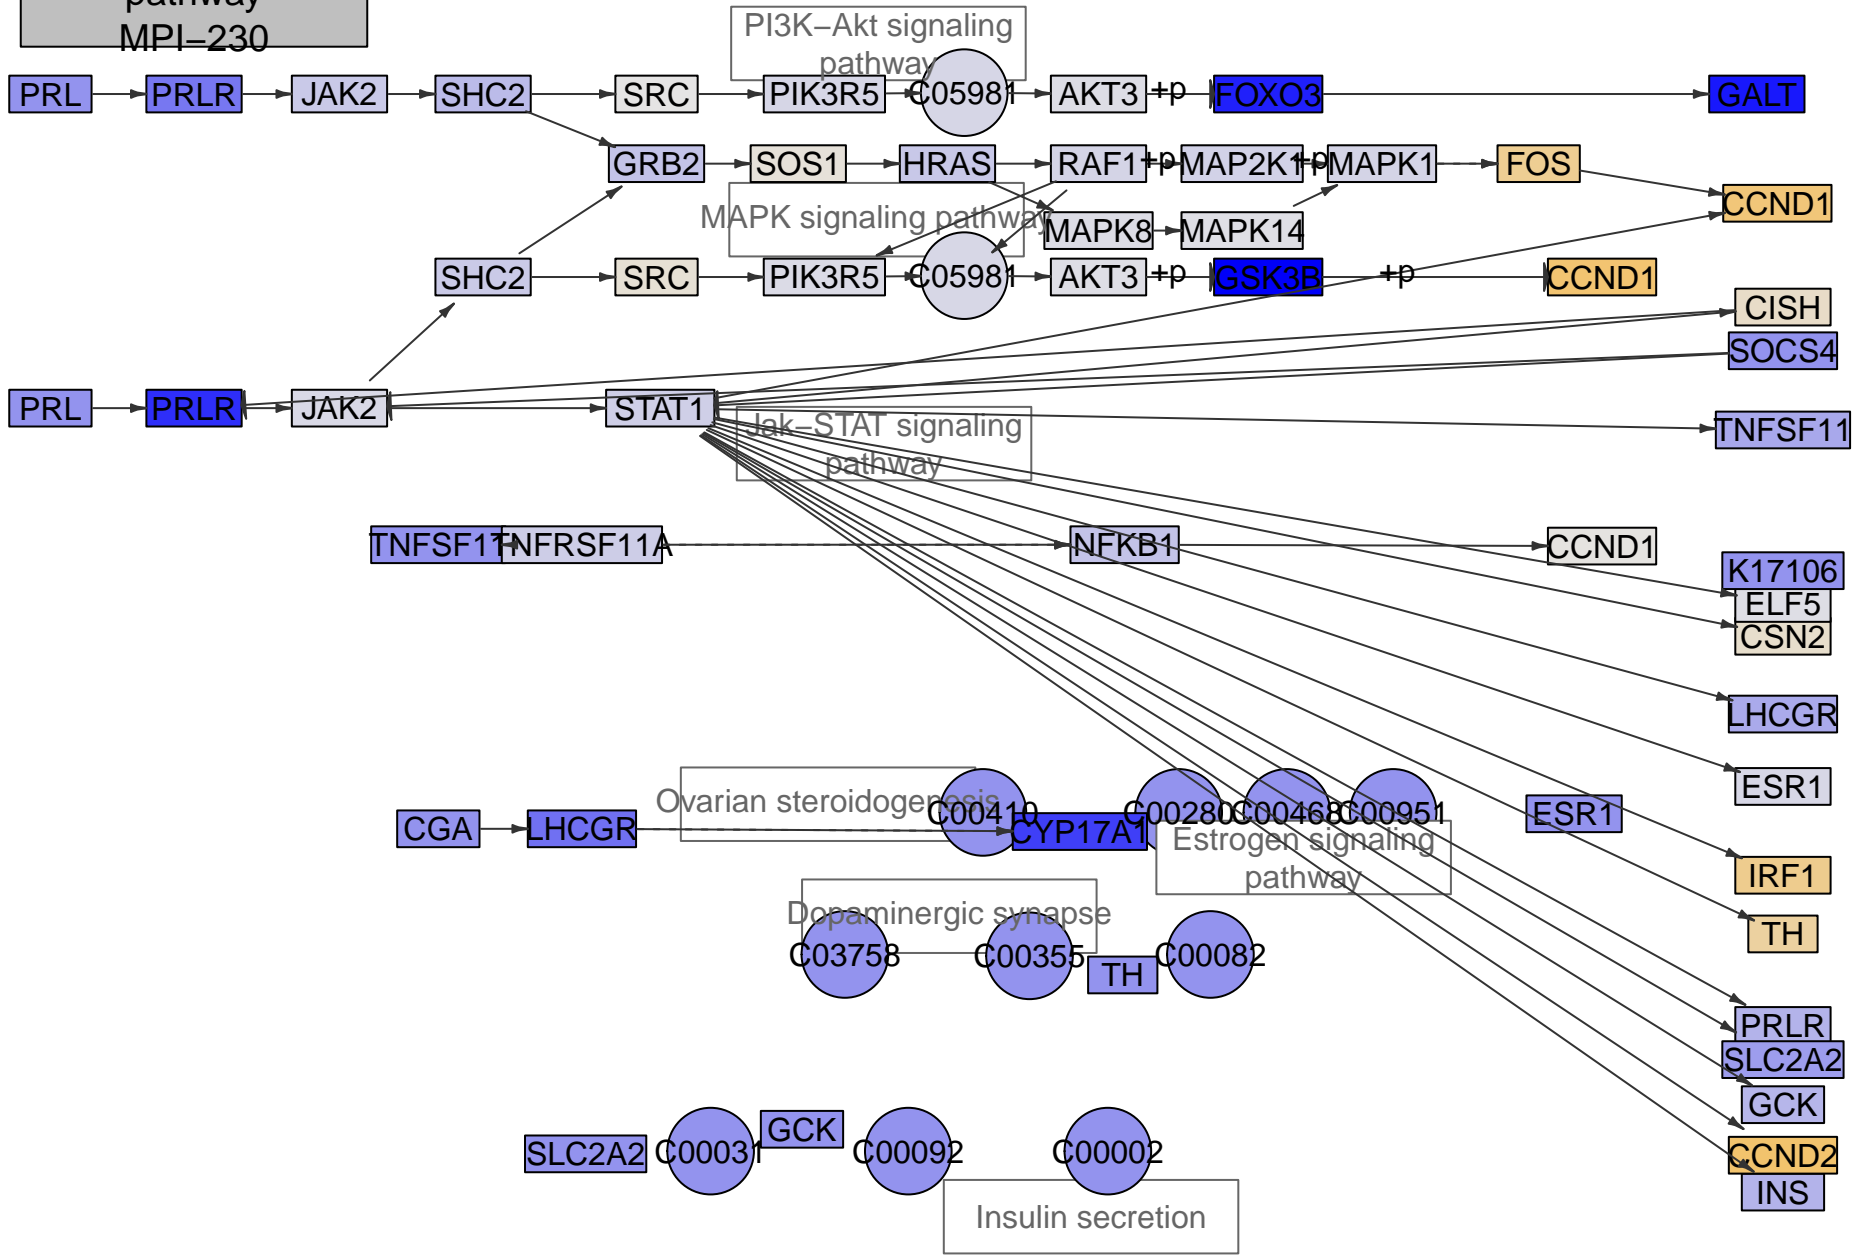 pathway
MPI−230
PI3K−Akt signaling
pathway
PRL
PRLR
JAK2
SHC2
SRC
PIK3R5
C05981
AKT3
+p
FOXO3
GALT
GRB2
SOS1
HRAS
RAF1
+p
MAP2K1
+p
MAPK1
FOS
CCND1
MAPK signaling pathway
MAPK8
MAPK14
SHC2
SRC
PIK3R5
C05981
AKT3
+p
GSK3B
+p
CCND1
CISH
SOCS4
PRL
PRLR
JAK2
STAT1
Jak−STAT signaling
pathway
TNFSF11
TNFSF11
TNFRSF11A
NFKB1
CCND1
K17106
ELF5
CSN2
LHCGR
ESR1
Ovarian steroidogenesis
C00410
C00280
C00468
C00951
ESR1
CGA
LHCGR
CYP17A1
Estrogen signaling
pathway
IRF1
Dopaminergic synapse
TH
C03758
C00355
TH
C00082
PRLR
SLC2A2
GCK
SLC2A2
C00031
GCK
C00092
C00002
CCND2
INS
Insulin secretion